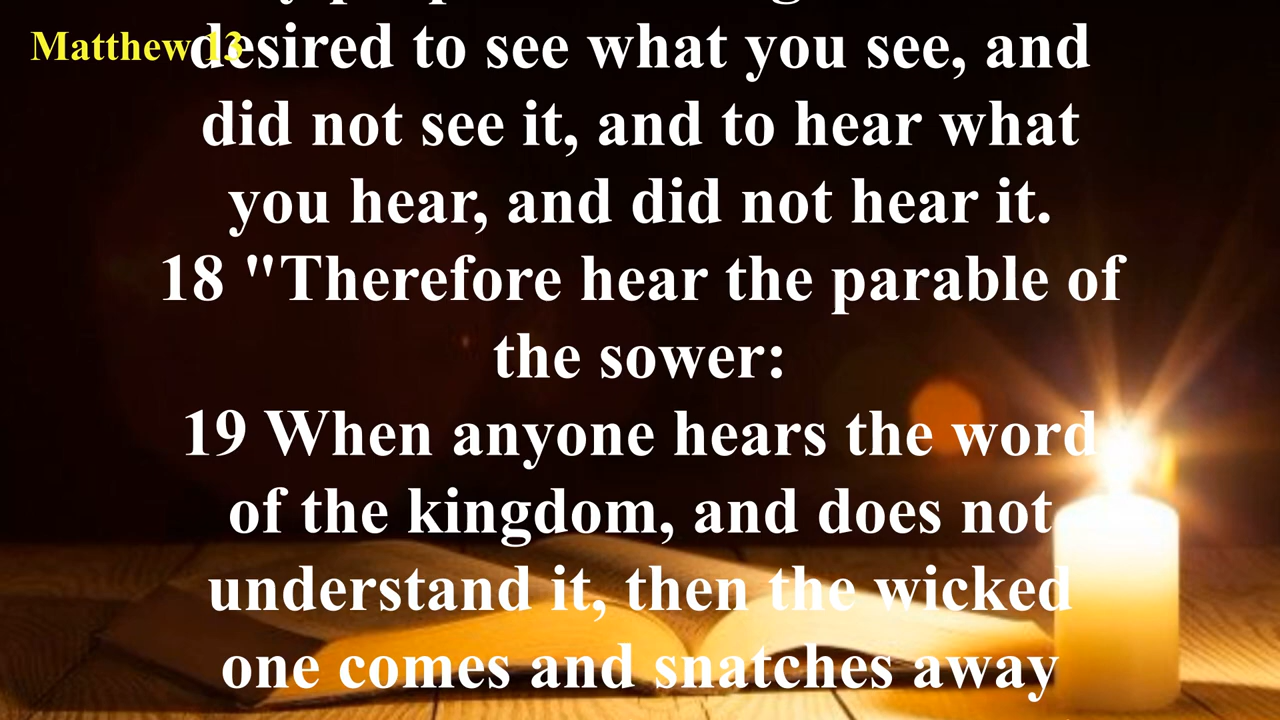 Matthew 13
desired to see what you see, and
did not see it, and to hear what
you hear, and did not hear it.
18 "Therefore hear the parable of
the sower:
19 When anyone hears the word
of the kingdom, and does not
understand it, then the wicked
one comes and snatches away